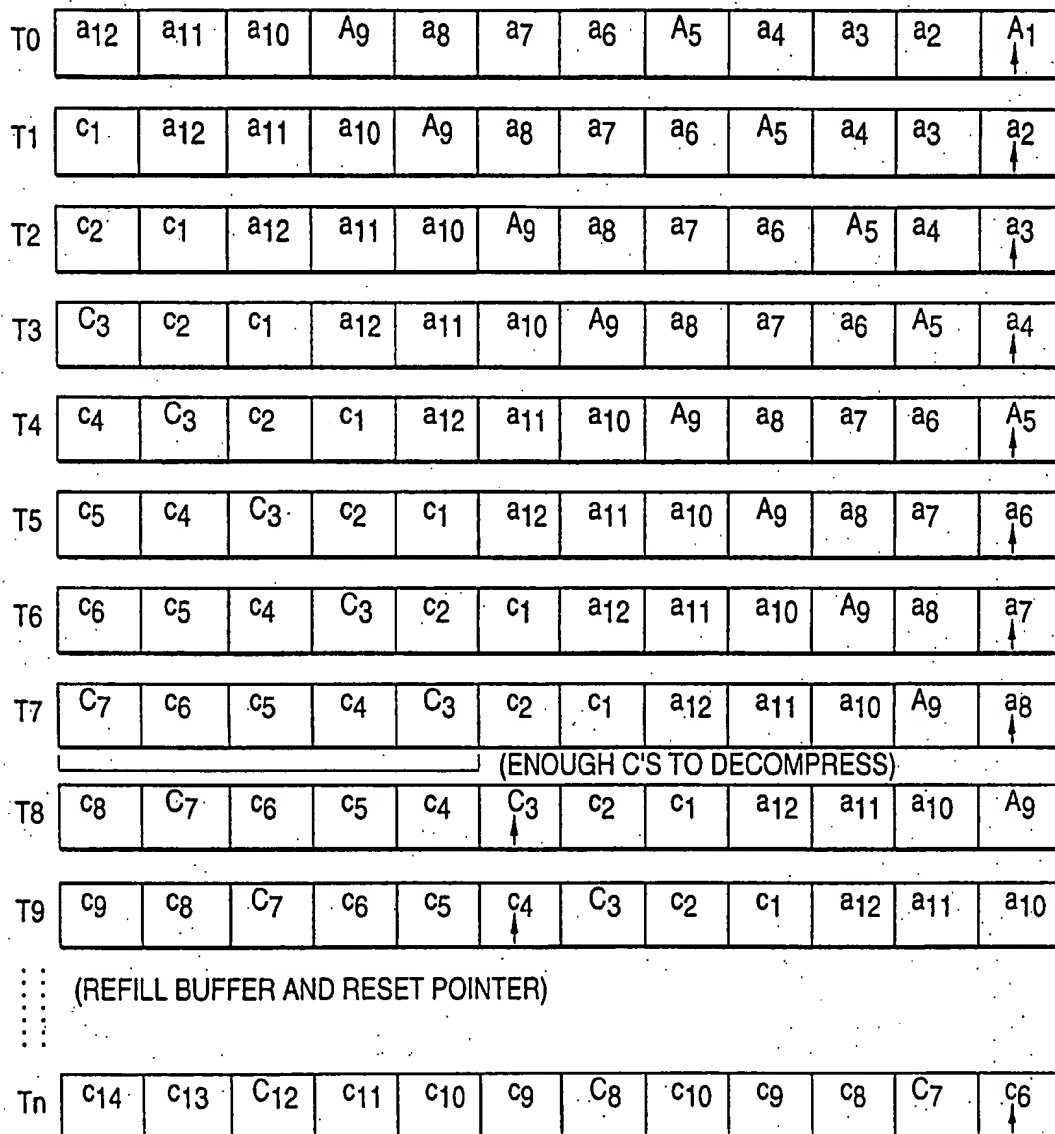 T0 a12 a11 a10 A9 a8 a7 a6 A5 a4 a3 a2 A1
T1 c1 a12 a11 a10 A9 a8 a7 a6 A5 a4 a3 a2
T2 c2 c1 a12 a11 a10 A9 a8 a7 a6 A5 a4 a3
T3 C3 c2 c1 a12 a11 a10 A9 a8 a7 a6 A5 a4
T4 c4 C3 c2 c1 a12 a11 a10 A9 a8 a7 a6 A5
T5 c5 c4 C3 c2 c1 a12 a11 a10 A9 a8 a7 a6
T6 c6 c5 c4 C3 c2 c1 a12 a11 a10 A9 a8 a7
T7 C7 c6 c5 c4 C3 c2 c1 a12 a11 a10 A9 a8
(ENOUGH C'S TO DECOMPRESS)
T8 c8 C7 c6 c5 c4 C3 c2 c1 a12 a11 a10 A9
T9 c9 c8 C7 c6 c5 c4 C3 c2 c1 a12 a11 a10
(REFILL BUFFER AND RESET POINTER)
Tn c14 c13 C12 c11 c10 c9 C8 c10 c9 c8 C7 c6